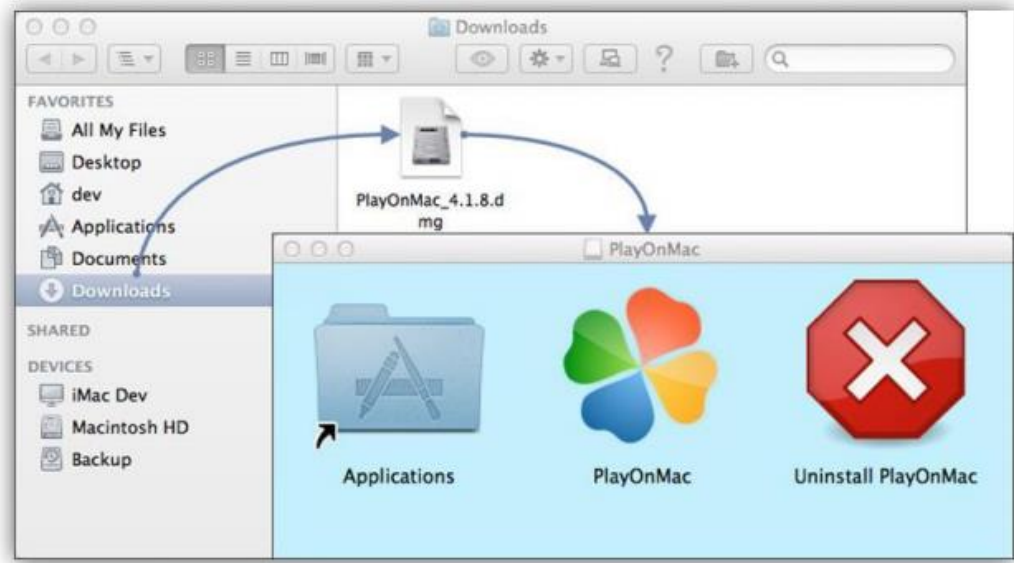 Downloads
FAVORITES
All My Files
Desktop
dev
Applications
Documents
Downloads
SHARED
DEVICES
iMac Dev
Macintosh HD
Backup
PlayOnMac_4.1.8.d
mg
PlayOnMac
Applications
PlayOnMac
Uninstall PlayOnMac